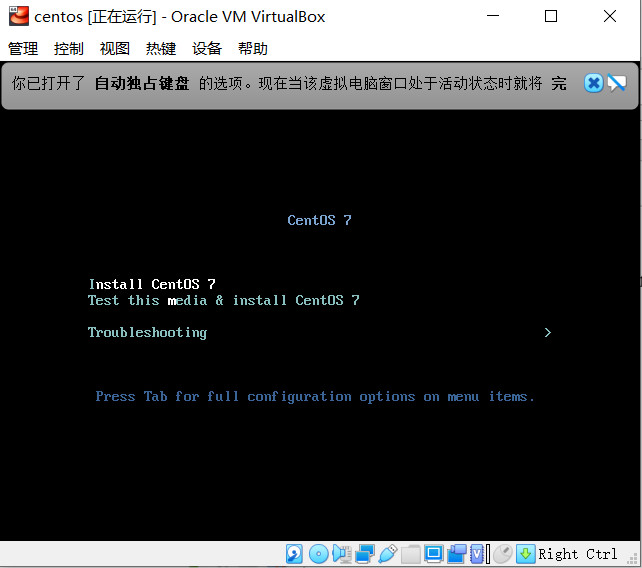 centos [正在运行] - Oracle VM VirtualBox
管理 控制 视图 热键 设备 帮助
你已打开了 自动独占键盘 的选项。现在当该虚拟电脑窗口处于活动状态时就将 完
CentOS 7
Install CentOS 7
Test this media & install CentOS 7
Troubleshooting >
Press Tab for full configuration options on menu items.
Right Ctrl